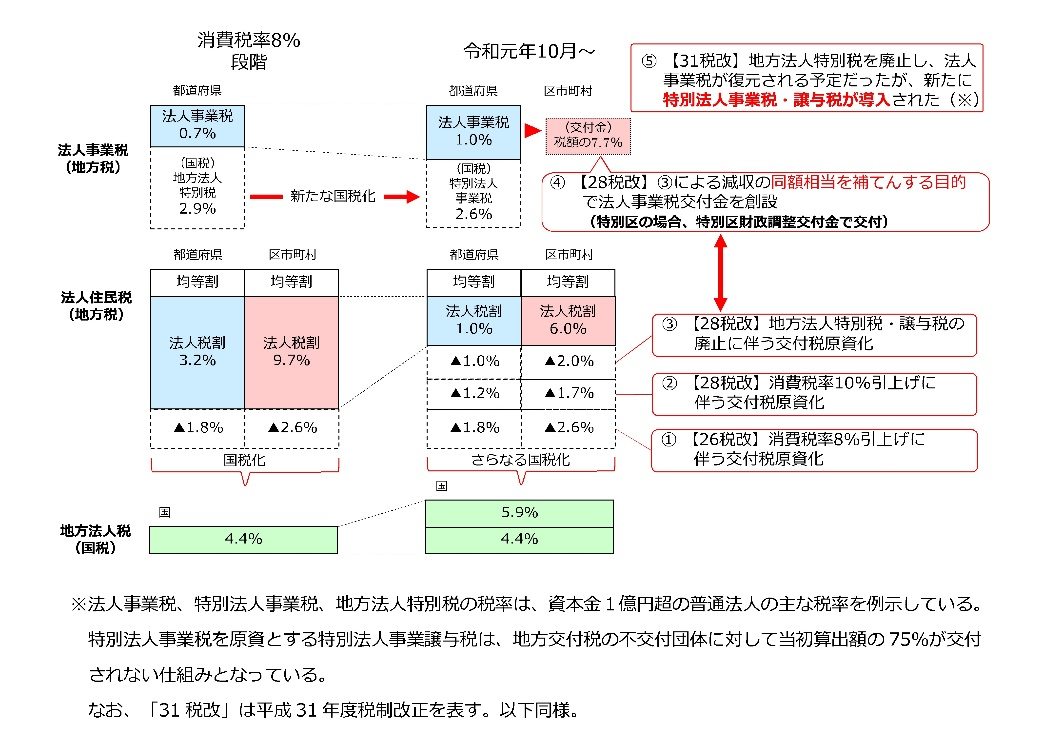 消費税率8%
段階
令和元年10月～
⑤ 【31税改】地方法人特別税を廃止し、法人
事業税が復元される予定だったが、新たに
特別法人事業税・譲与税が導入された（※）
都道府県
都道府県
区市町村
法人事業税
（地方税）
法人事業税
0.7%
（国税）
地方法人
特別税
2.9%
新たな国税化
法人事業税
1.0%
（国税）
特別法人
事業税
2.6%
（交付金）
税額の7.7%
④ 【28税改】③による減収の同額相当を補てんする目的
で法人事業税交付金を創設
（特別区の場合、特別区財政調整交付金で交付）
都道府県
区市町村
都道府県
区市町村
法人住民税
（地方税）
均等割
均等割
均等割
均等割
法人税割
3.2%
法人税割
9.7%
法人税割
1.0%
法人税割
6.0%
▲1.0%
▲2.0%
▲1.2%
▲1.7%
▲1.8%
▲2.6%
▲1.8%
▲2.6%
③ 【28税改】地方法人特別税・譲与税の
廃止に伴う交付税原資化
② 【28税改】消費税率10%引上げに
伴う交付税原資化
① 【26税改】消費税率8%引上げに
伴う交付税原資化
国税化
さらなる国税化
地方法人税
（国税）
国
4.4%
国
5.9%
4.4%
※法人事業税、特別法人事業税、地方法人特別税の税率は、資本金１億円超の普通法人の主な税率を例示している。
特別法人事業税を原資とする特別法人事業譲与税は、地方交付税の不交付団体に対して当初算出額の 75%が交付
されない仕組みとなっている。
なお、「31 税改」は平成 31 年度税制改正を表す。以下同様。